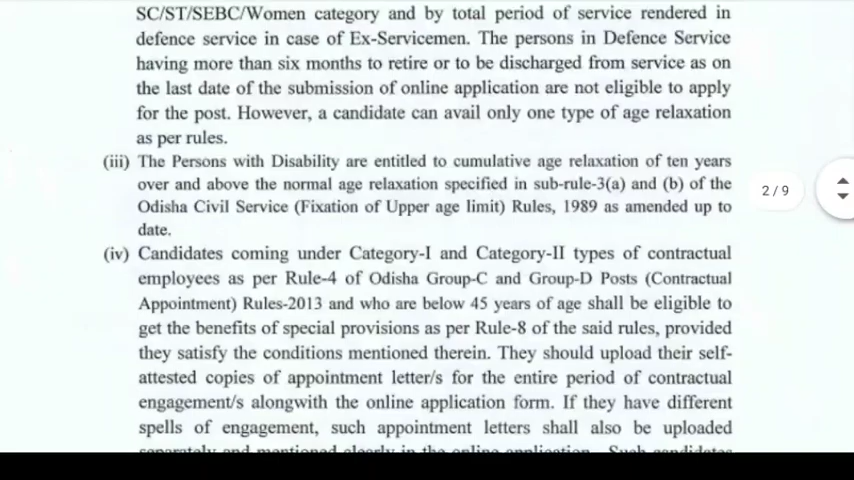 SC/ST/SEBC/Women category and by total period of service rendered in
defence service in case of Ex-Servicemen. The persons in Defence Service
having more than six months to retire or to be discharged from service as on
the last date of the submission of online application are not eligible to apply
for the post. However, a candidate can avail only one type of age relaxation
as per rules.
(iii) The Persons with Disability are entitled to cumulative age relaxation of ten years
over and above the normal age relaxation specified in sub-rule-3(a) and (b) of the
Odisha Civil Service (Fixation of Upper age limit) Rules, 1989 as amended up to
date.
2/9
(iv) Candidates coming under Category-I and Category-II types of contractual
employees as per Rule-4 of Odisha Group-C and Group-D Posts (Contractual
Appointment) Rules-2013 and who are below 45 years of age shall be eligible to
get the benefits of special provisions as per Rule-8 of the said rules, provided
they satisfy the conditions mentioned therein. They should upload their self-
attested copies of appointment letter/s for the entire period of contractual
engagement/s alongwith the online application form. If they have different
spells of engagement, such appointment letters shall also be uploaded
separately and mentioned clearly in the online application. Such candidates